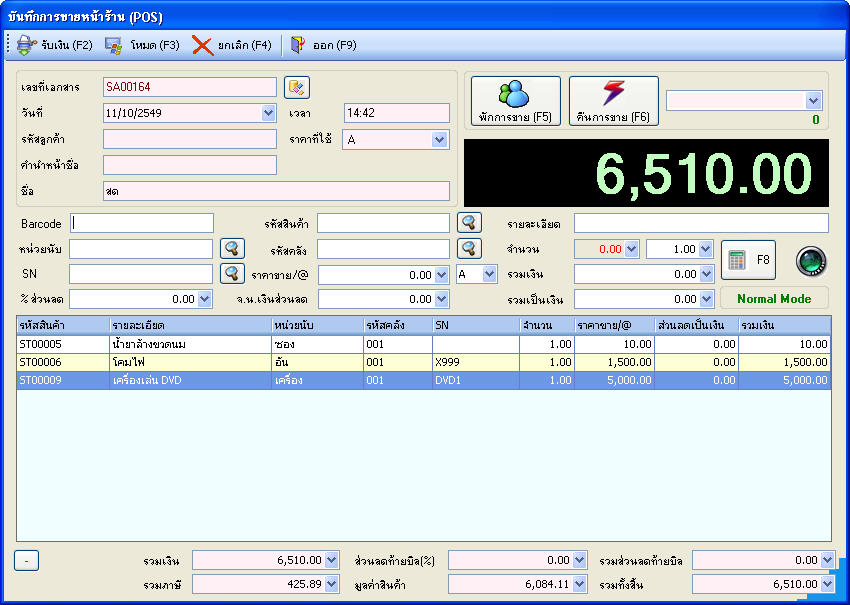 บันทึกการขายหน้าร้าน (POS)
รับเงิน (F2) โหมด (F3) ยกเลิก (F4) ออก (F9)
เลขที่เอกสาร SA00164
วันที่ 11/10/2549 เวลา 14:42
รหัสลูกค้า ราคาที่ใช้ A
คำนำหน้าชื่อ
ชื่อ สด
พักการขาย (F5) คืนการขาย (F6)
0
6,510.00
Barcode รหัสสินค้า รายละเอียด
หน่วยนับ รหัสคลัง จำนวน 0.00 1.00 F8
SN ราคาขาย/@ 0.00 A รวมเงิน 0.00
% ส่วนลด 0.00 จ.น.เงินส่วนลด 0.00 รวมเป็นเงิน 0.00 Normal Mode
รหัสสินค้า รายละเอียด หน่วยนับ รหัสคลัง SN จำนวน ราคาขาย/@ ส่วนลดเป็นเงิน รวมเงิน
ST00005 น้ำยาล้างขวดนม ซอง 001 1.00 10.00 0.00 10.00
ST00006 โคมไฟ อัน 001 X999 1.00 1,500.00 0.00 1,500.00
ST00009 เครื่องเล่น DVD เครื่อง 001 DVD1 1.00 5,000.00 0.00 5,000.00
- รวมเงิน 6,510.00 ส่วนลดท้ายบิล(%) 0.00 รวมส่วนลดท้ายบิล 0.00
รวมภาษี 425.89 มูลค่าสินค้า 6,084.11 รวมทั้งสิ้น 6,510.00